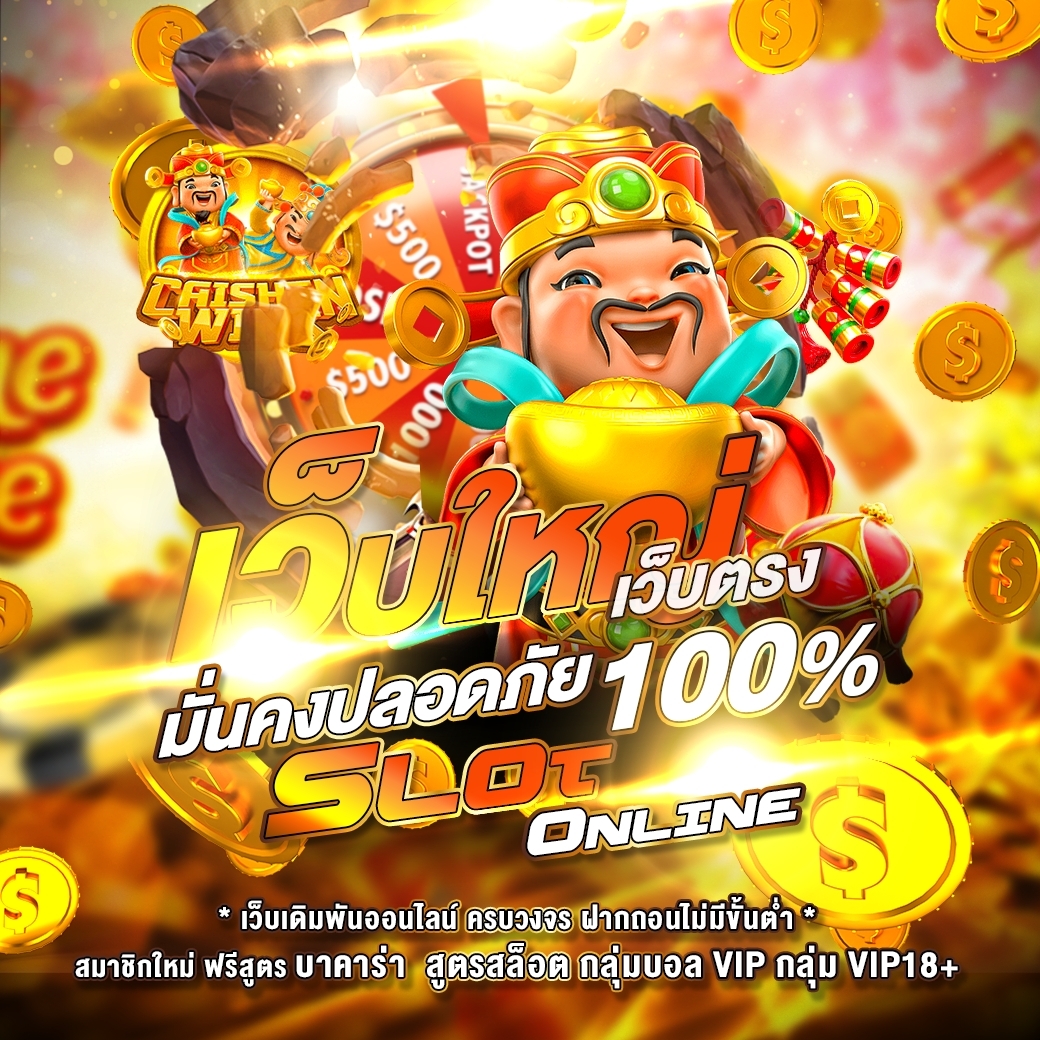 CAISHEN
WINS
JACKPOT
$500
$500
1000
เว็บใหญ่
เว็บตรง
มั่นคงปลอดภัย 100%
SLOT
ONLINE
* เว็บเดิมพันออนไลน์ ครบวงจร ฝากถอนไม่มีขั้นต่ำ *
สมาชิกใหม่ ฟรีสูตร บาคาร่า สูตรสล็อต กลุ่มบอล VIP กลุ่ม VIP18+